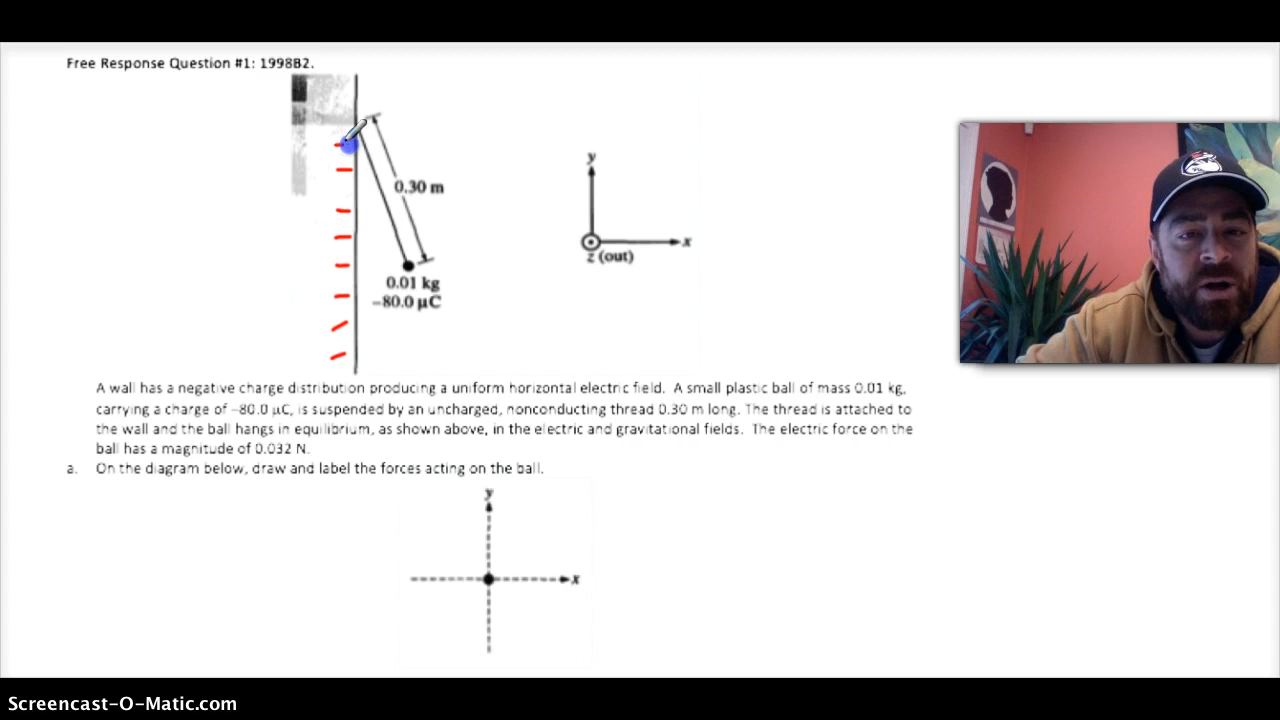 Free Response Question #1: 1998B2.
0.30 m
0.01 kg
−80.0 µC
y
x
z (out)
A wall has a negative charge distribution producing a uniform horizontal electric field. A small plastic ball of mass 0.01 kg,
carrying a charge of −80.0 µC, is suspended by an uncharged, nonconducting thread 0.30 m long. The thread is attached to
the wall and the ball hangs in equilibrium, as shown above, in the electric and gravitational fields. The electric force on the
ball has a magnitude of 0.032 N.
a. On the diagram below, draw and label the forces acting on the ball.
y
x
Screencast-O-Matic.com